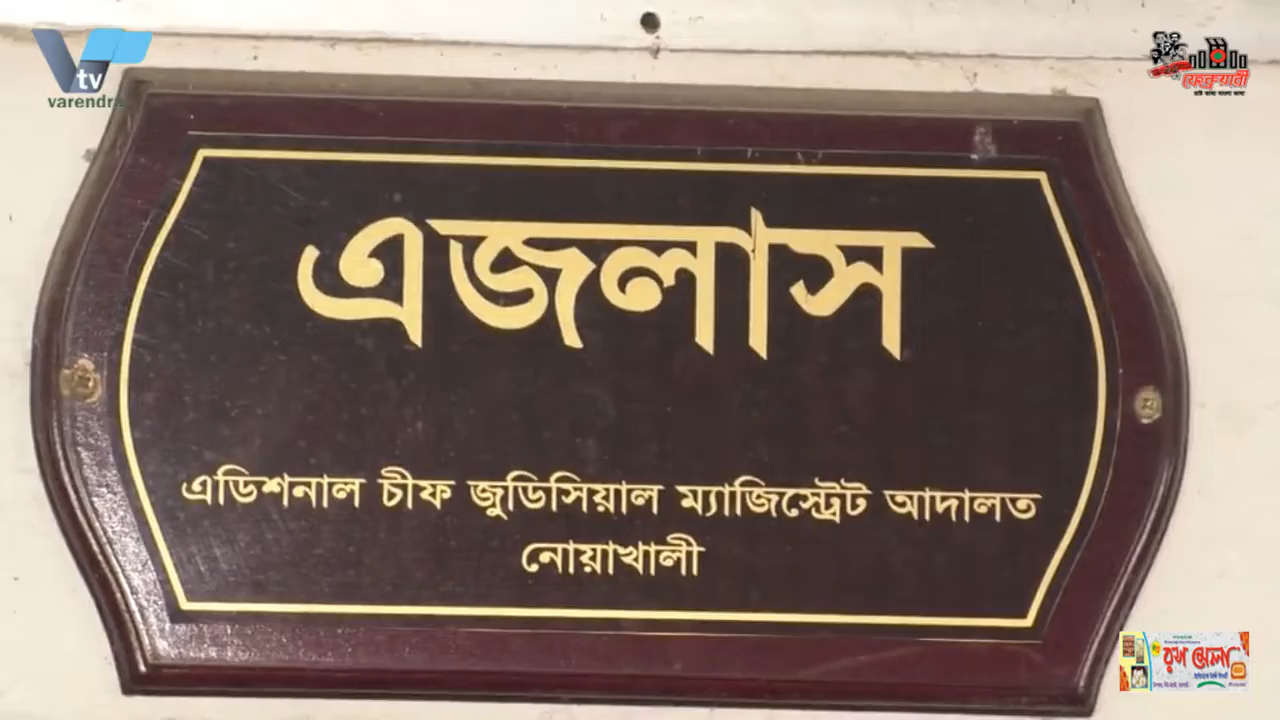 tv
varendra
ফেব্রুয়ারী
এজলাস
এডিশনাল চীফ জুডিসিয়াল ম্যাজিস্ট্রেট আদালত
নোয়াখালী